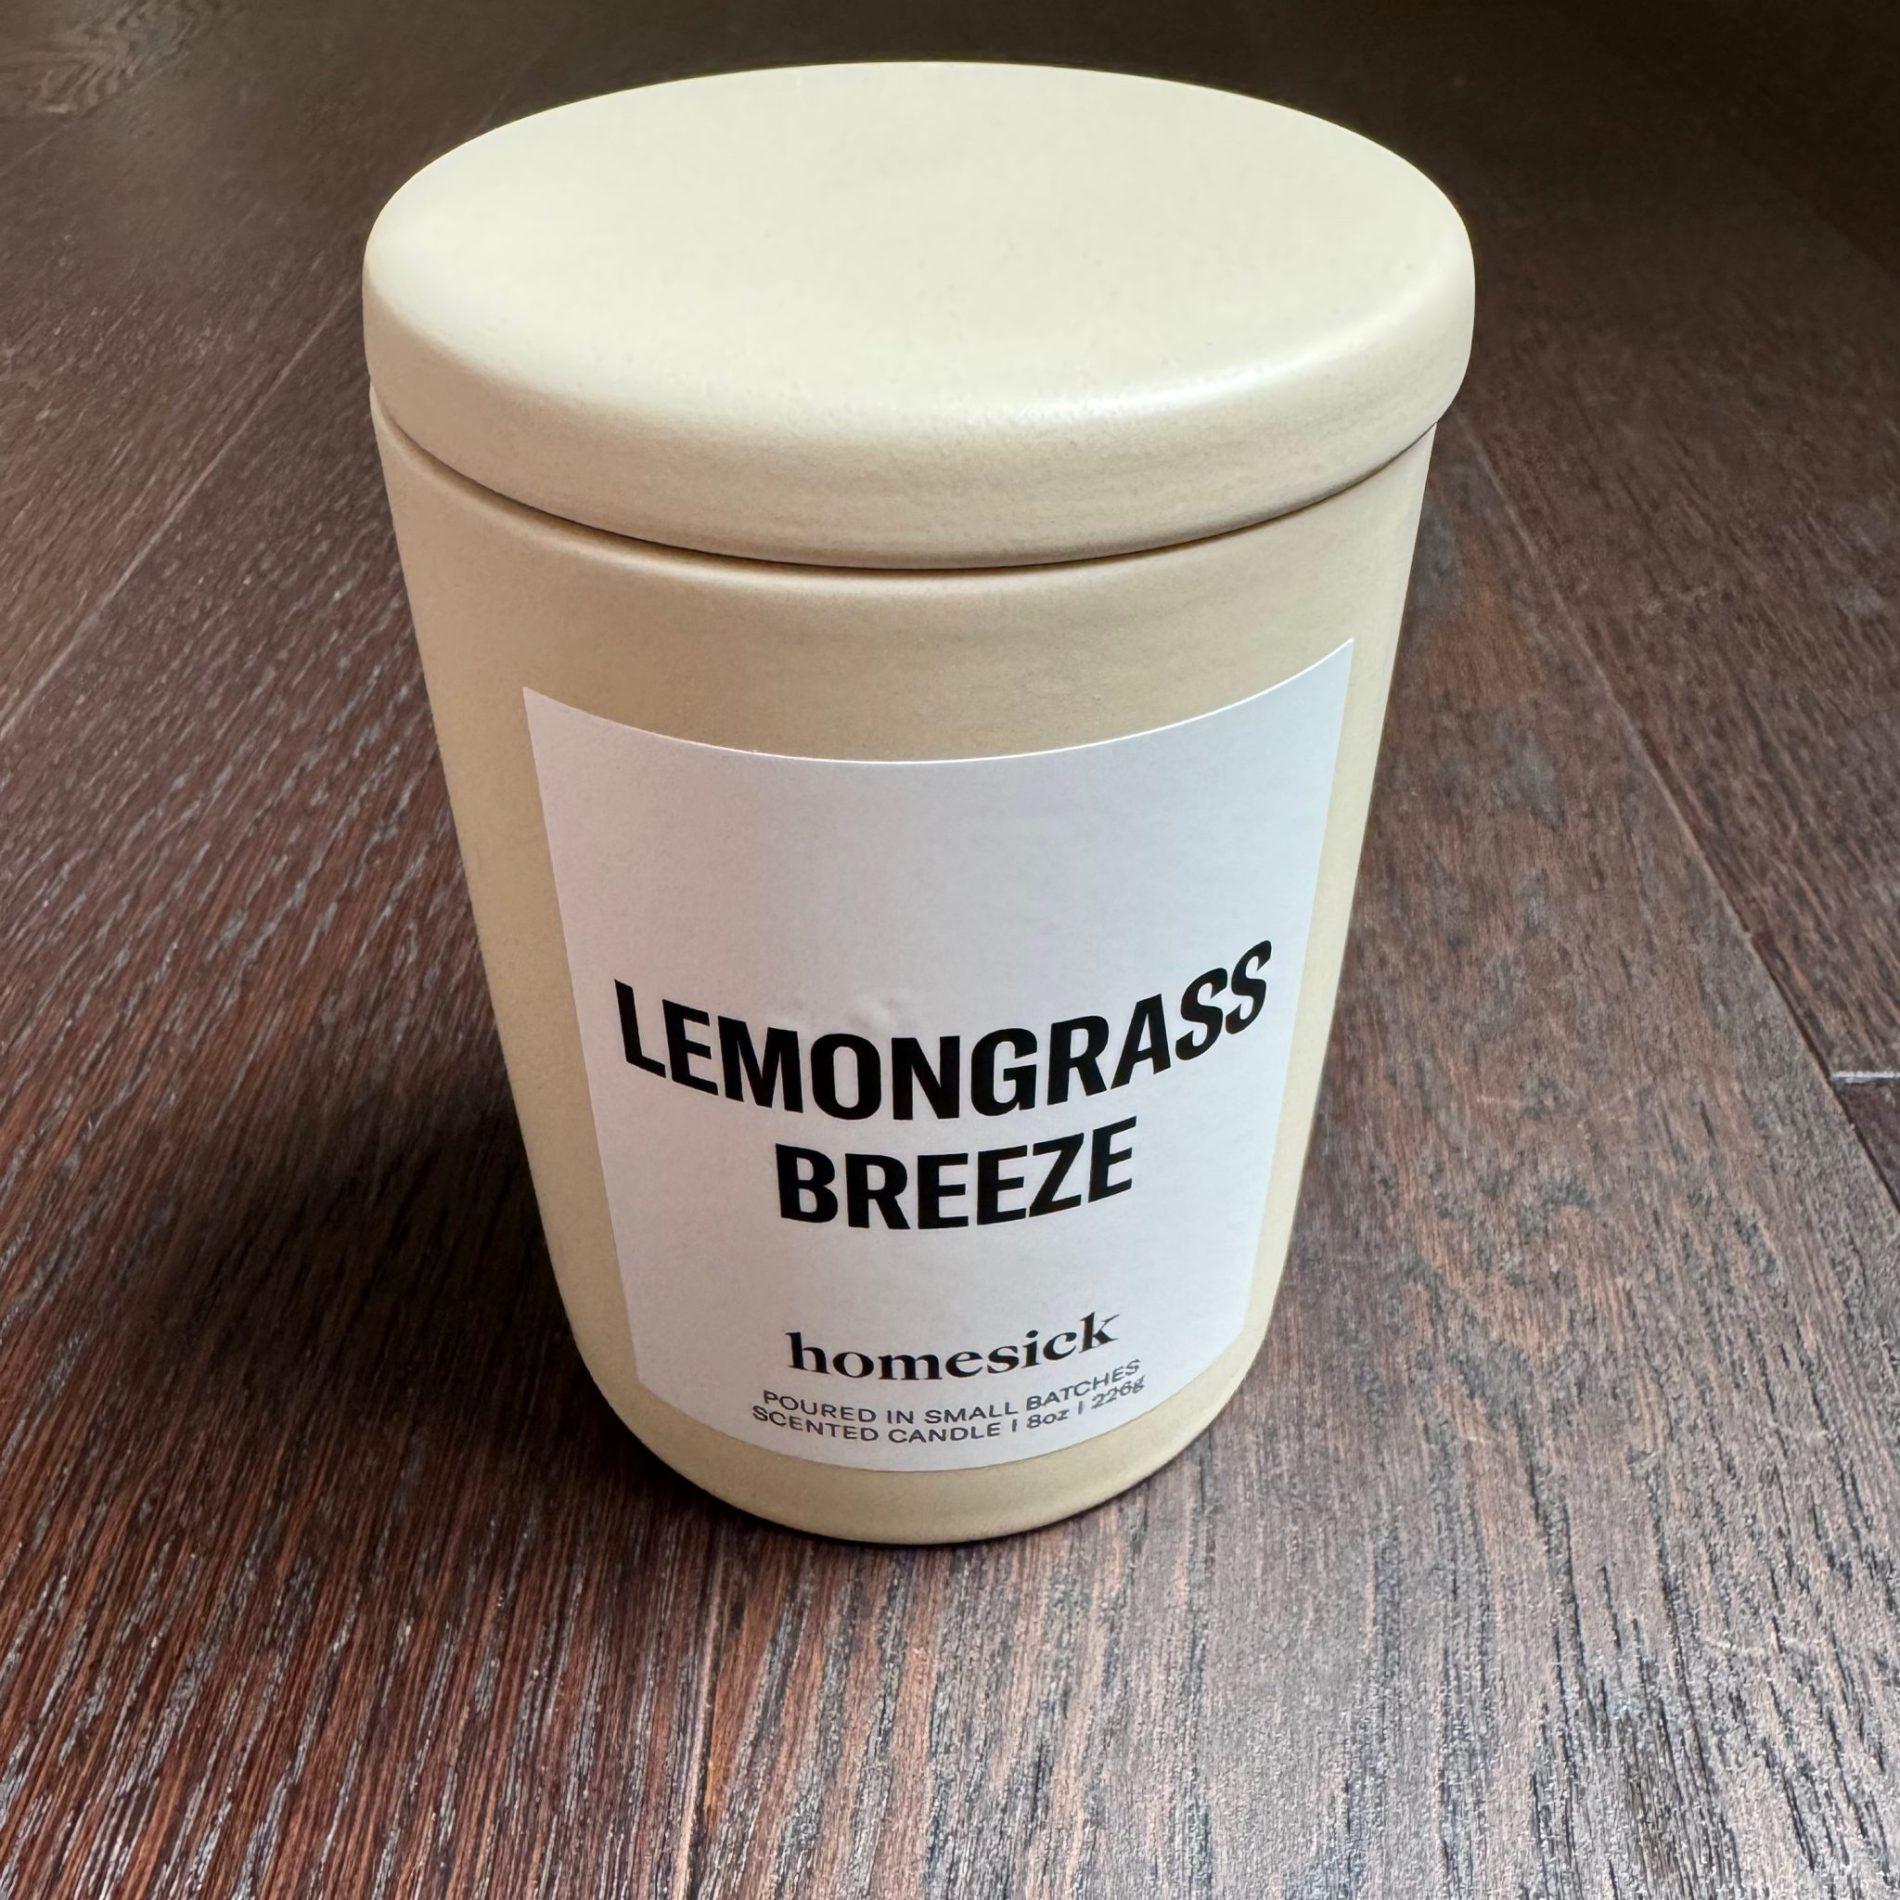 LEMONGRASS
BREEZE
homesick
POURED IN SMALL BATCHES
SCENTED CANDLE | 8oz | 226g